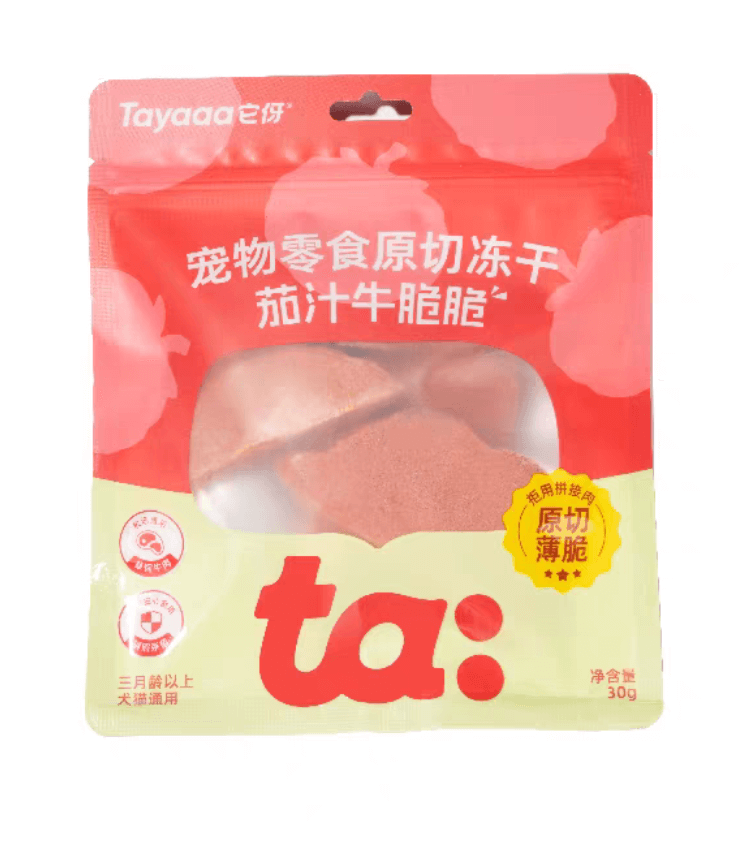 Tayaaa它伢
宠物零食原切冻干
茄汁牛脆脆
拒用拼接肉
原切
薄脆
ta:
三月龄以上
犬猫通用
净含量
30g